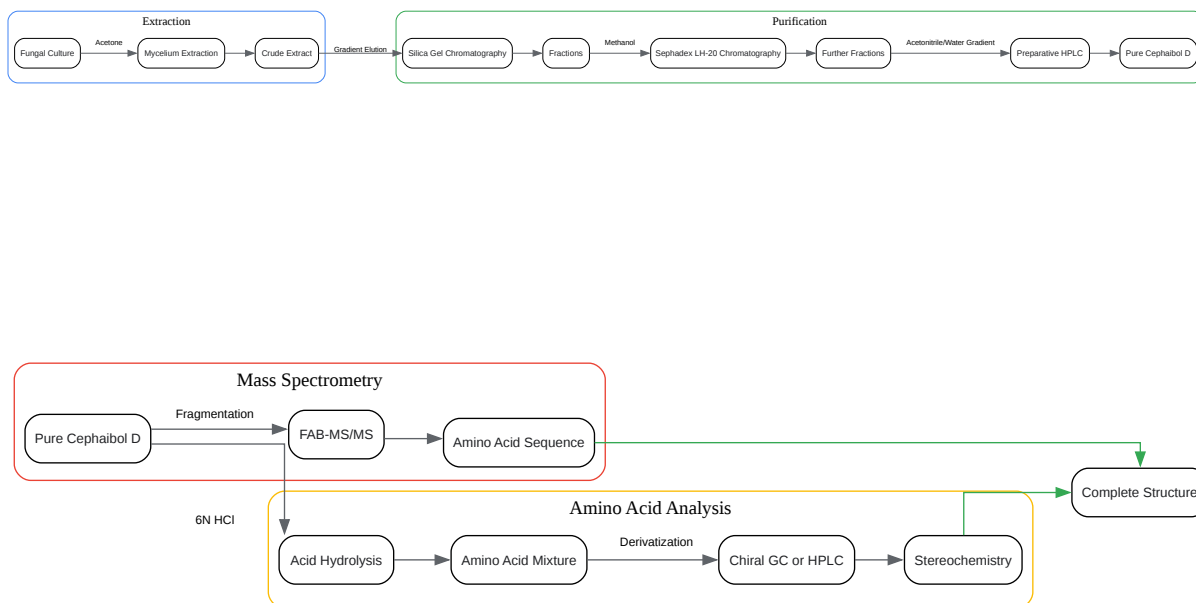 Extraction
Purification
Fungal Culture
Acetone
Mycelium Extraction
Crude Extract
Gradient Elution
Silica Gel Chromatography
Fractions
Methanol
Sephadex LH-20 Chromatography
Further Fractions
Acetonitrile/Water Gradient
Preparative HPLC
Pure Cephaibol D
Mass Spectrometry
Pure Cephaibol D
Fragmentation
FAB-MS/MS
Amino Acid Sequence
Complete Structure
6N HCl
Amino Acid Analysis
Acid Hydrolysis
Amino Acid Mixture
Derivatization
Chiral GC or HPLC
Stereochemistry